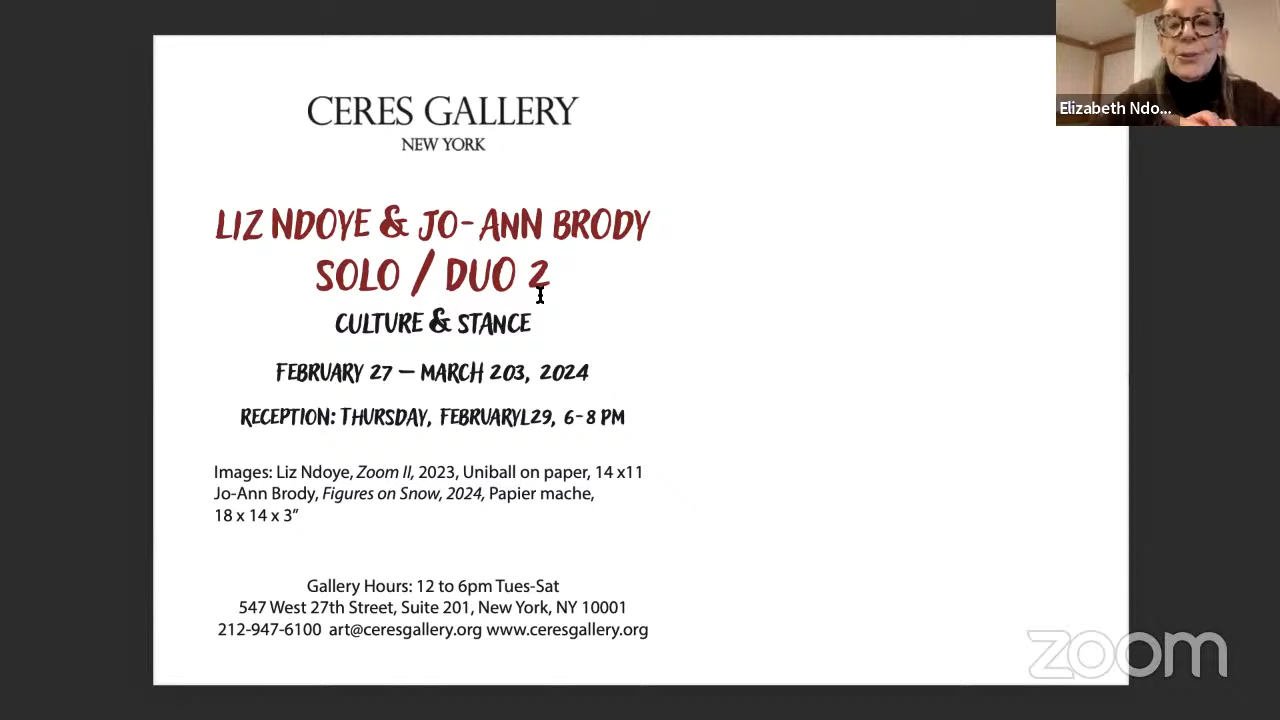 CERES GALLERY
NEW YORK
LIZ NDOYE & JO-ANN BRODY
SOLO / DUO 2
CULTURE & STANCE
FEBRUARY 27 – MARCH 203, 2024
RECEPTION: THURSDAY, FEBRUARYL29, 6-8 PM
Images: Liz Ndoye, Zoom II, 2023, Uniball on paper, 14 x11
Jo-Ann Brody, Figures on Snow, 2024, Papier mache,
18 x 14 x 3”
Gallery Hours: 12 to 6pm Tues-Sat
547 West 27th Street, Suite 201, New York, NY 10001
212-947-6100 art@ceresgallery.org www.ceresgallery.org
Elizabeth Ndo...
zoom